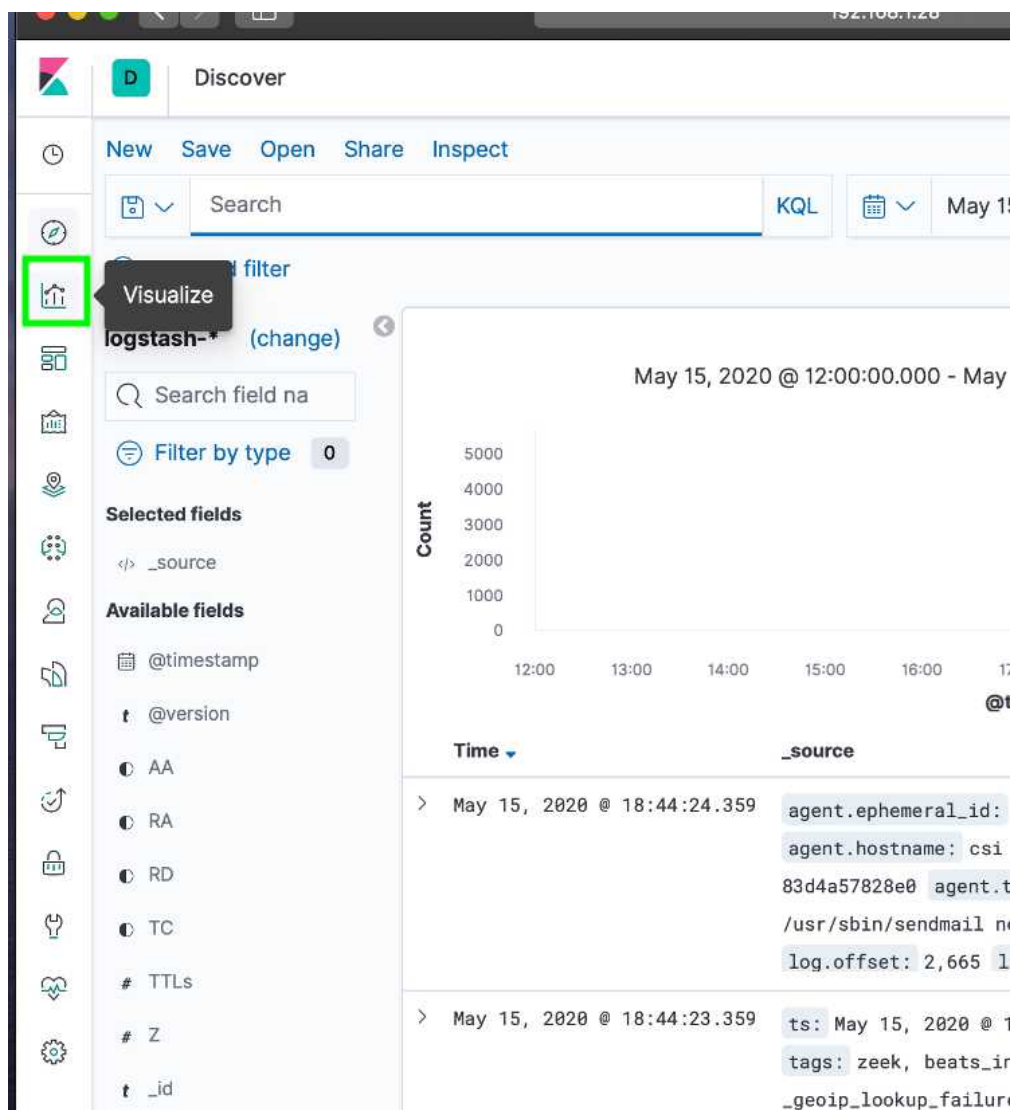 192.168.1.28
D Discover
New Save Open Share Inspect
Search KQL May 15
filter
Visualize
logstash-* (change)
Search field na
Filter by type 0
Selected fields
</> _source
Available fields
@timestamp
t @version
AA
RA
RD
TC
# TTLs
# Z
t _id
May 15, 2020 @ 12:00:00.000 - May
Count
5000
4000
3000
2000
1000
0
12:00 13:00 14:00 15:00 16:00 17
@t
Time _source
May 15, 2020 @ 18:44:24.359 agent.ephemeral_id:
agent.hostname: csi
83d4a57828e0 agent.t
/usr/sbin/sendmail ne
log.offset: 2,665 l
May 15, 2020 @ 18:44:23.359 ts: May 15, 2020 @ 1
tags: zeek, beats_in
_geoip_lookup_failure